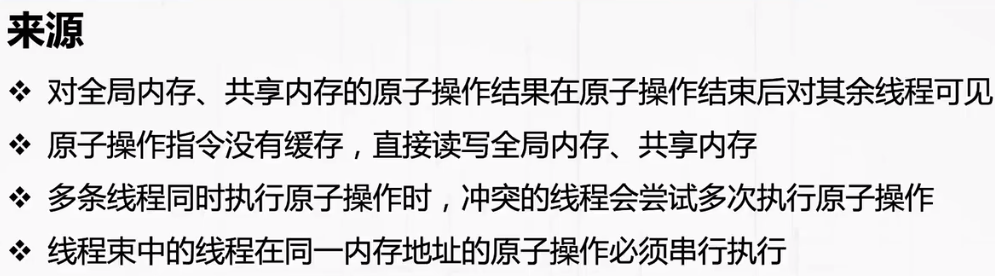 来源
❖ 对全局内存、共享内存的原子操作结果在原子操作结束后对其余线程可见
❖ 原子操作指令没有缓存，直接读写全局内存、共享内存
❖ 多条线程同时执行原子操作时，冲突的线程会尝试多次执行原子操作
❖ 线程束中的线程在同一内存地址的原子操作必须串行执行